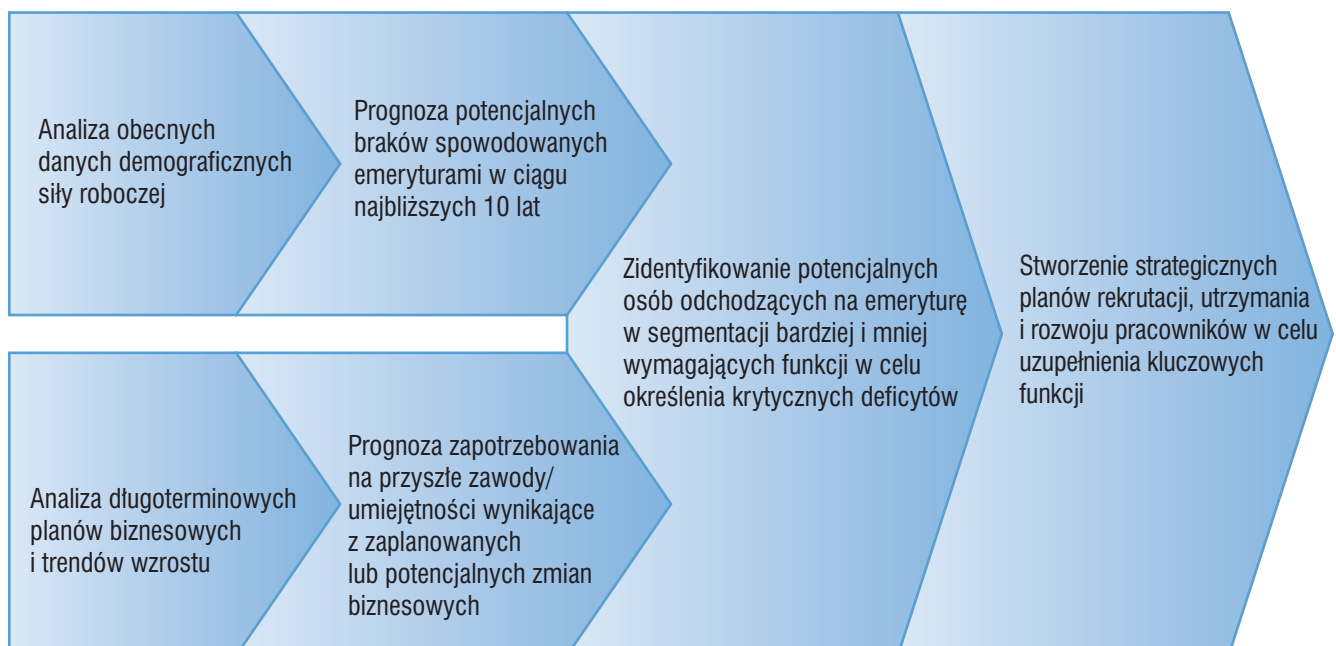 Analiza obecnych
danych demograficznych
siły roboczej
Prognoza potencjalnych
braków spowodowanych
emeryturami w ciągu
najbliższych 10 lat
Analiza długoterminowych
planów biznesowych
i trendów wzrostu
Prognoza zapotrzebowania
na przyszłe zawody/
umiejętności wynikające
z zaplanowanych
lub potencjalnych zmian
biznesowych
Zidentyfikowanie potencjalnych
osób odchodzących na emeryturę
w segmentacji bardziej i mniej
wymagających funkcji w celu
określenia krytycznych deficytów
Stworzenie strategicznych
planów rekrutacji, utrzymania
i rozwoju pracowników w celu
uzupełnienia kluczowych
funkcji